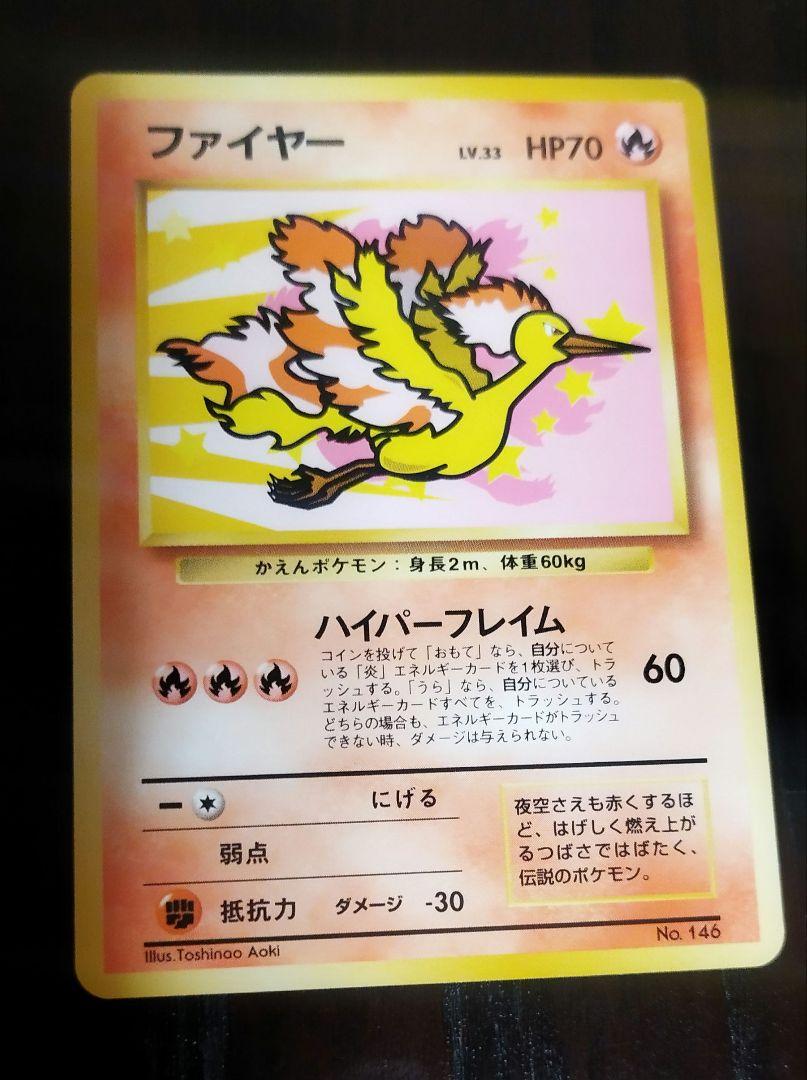 ファイヤー LV.33 HP70
かえんポケモン：身長2m、体重60kg
ハイパーフレイム
コインを投げて「おもて」なら、自分について
いる「炎」エネルギーカードを1枚選び、トラ
ッシュする。「うら」なら、自分についている
エネルギーカードすべてを、トラッシュする。
どちらの場合も、エネルギーカードがトラッシュ
できない時、ダメージは与えられない。
60
にげる
弱点
抵抗力 ダメージ -30
夜空さえも赤くするほ
ど、はげしく燃え上が
るつばさではばたく、
伝説のポケモン。
Illus.Toshinao Aoki
No. 146